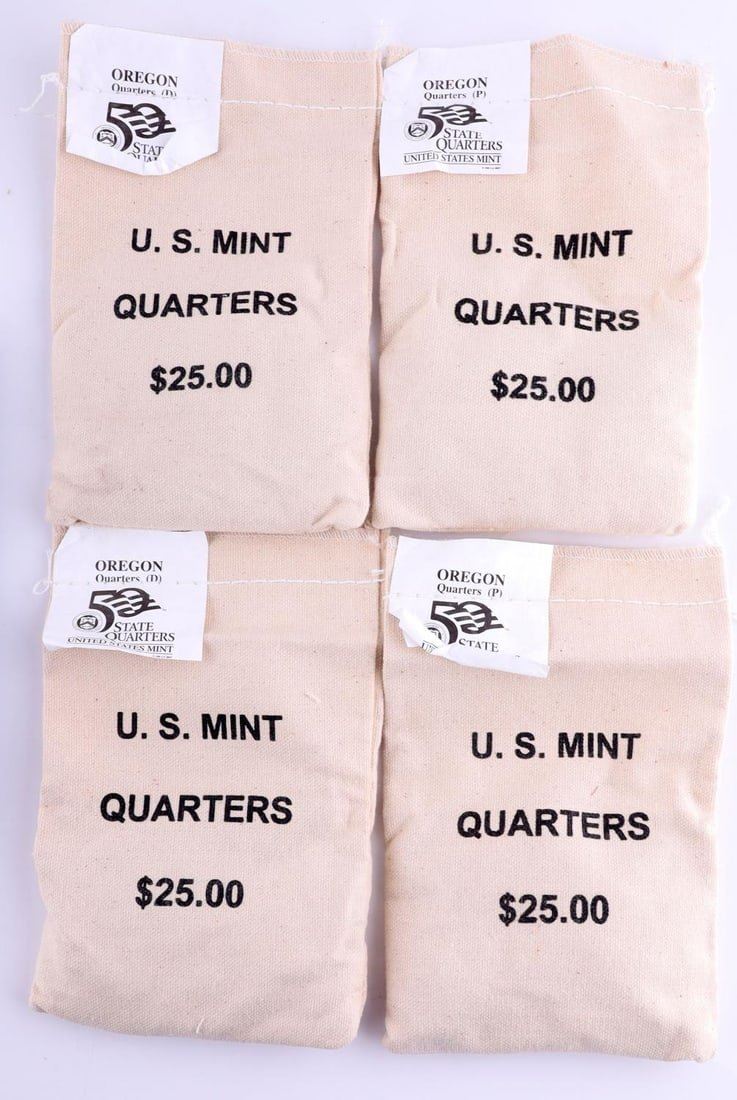 OREGON
Quarters (D)
50
STAT
U. S. MINT
QUARTERS
$25.00
OREGON
Quarters (P)
50
STATE
QUARTERS
UNITED STATES MINT
U. S. MINT
QUARTERS
$25.00
OREGON
Quarters (D)
50
STATE
QUARTERS
UNITED STATES MINT
U. S. MINT
QUARTERS
$25.00
OREGON
Quarters (P)
50
STATE
U. S. MINT
QUARTERS
$25.00